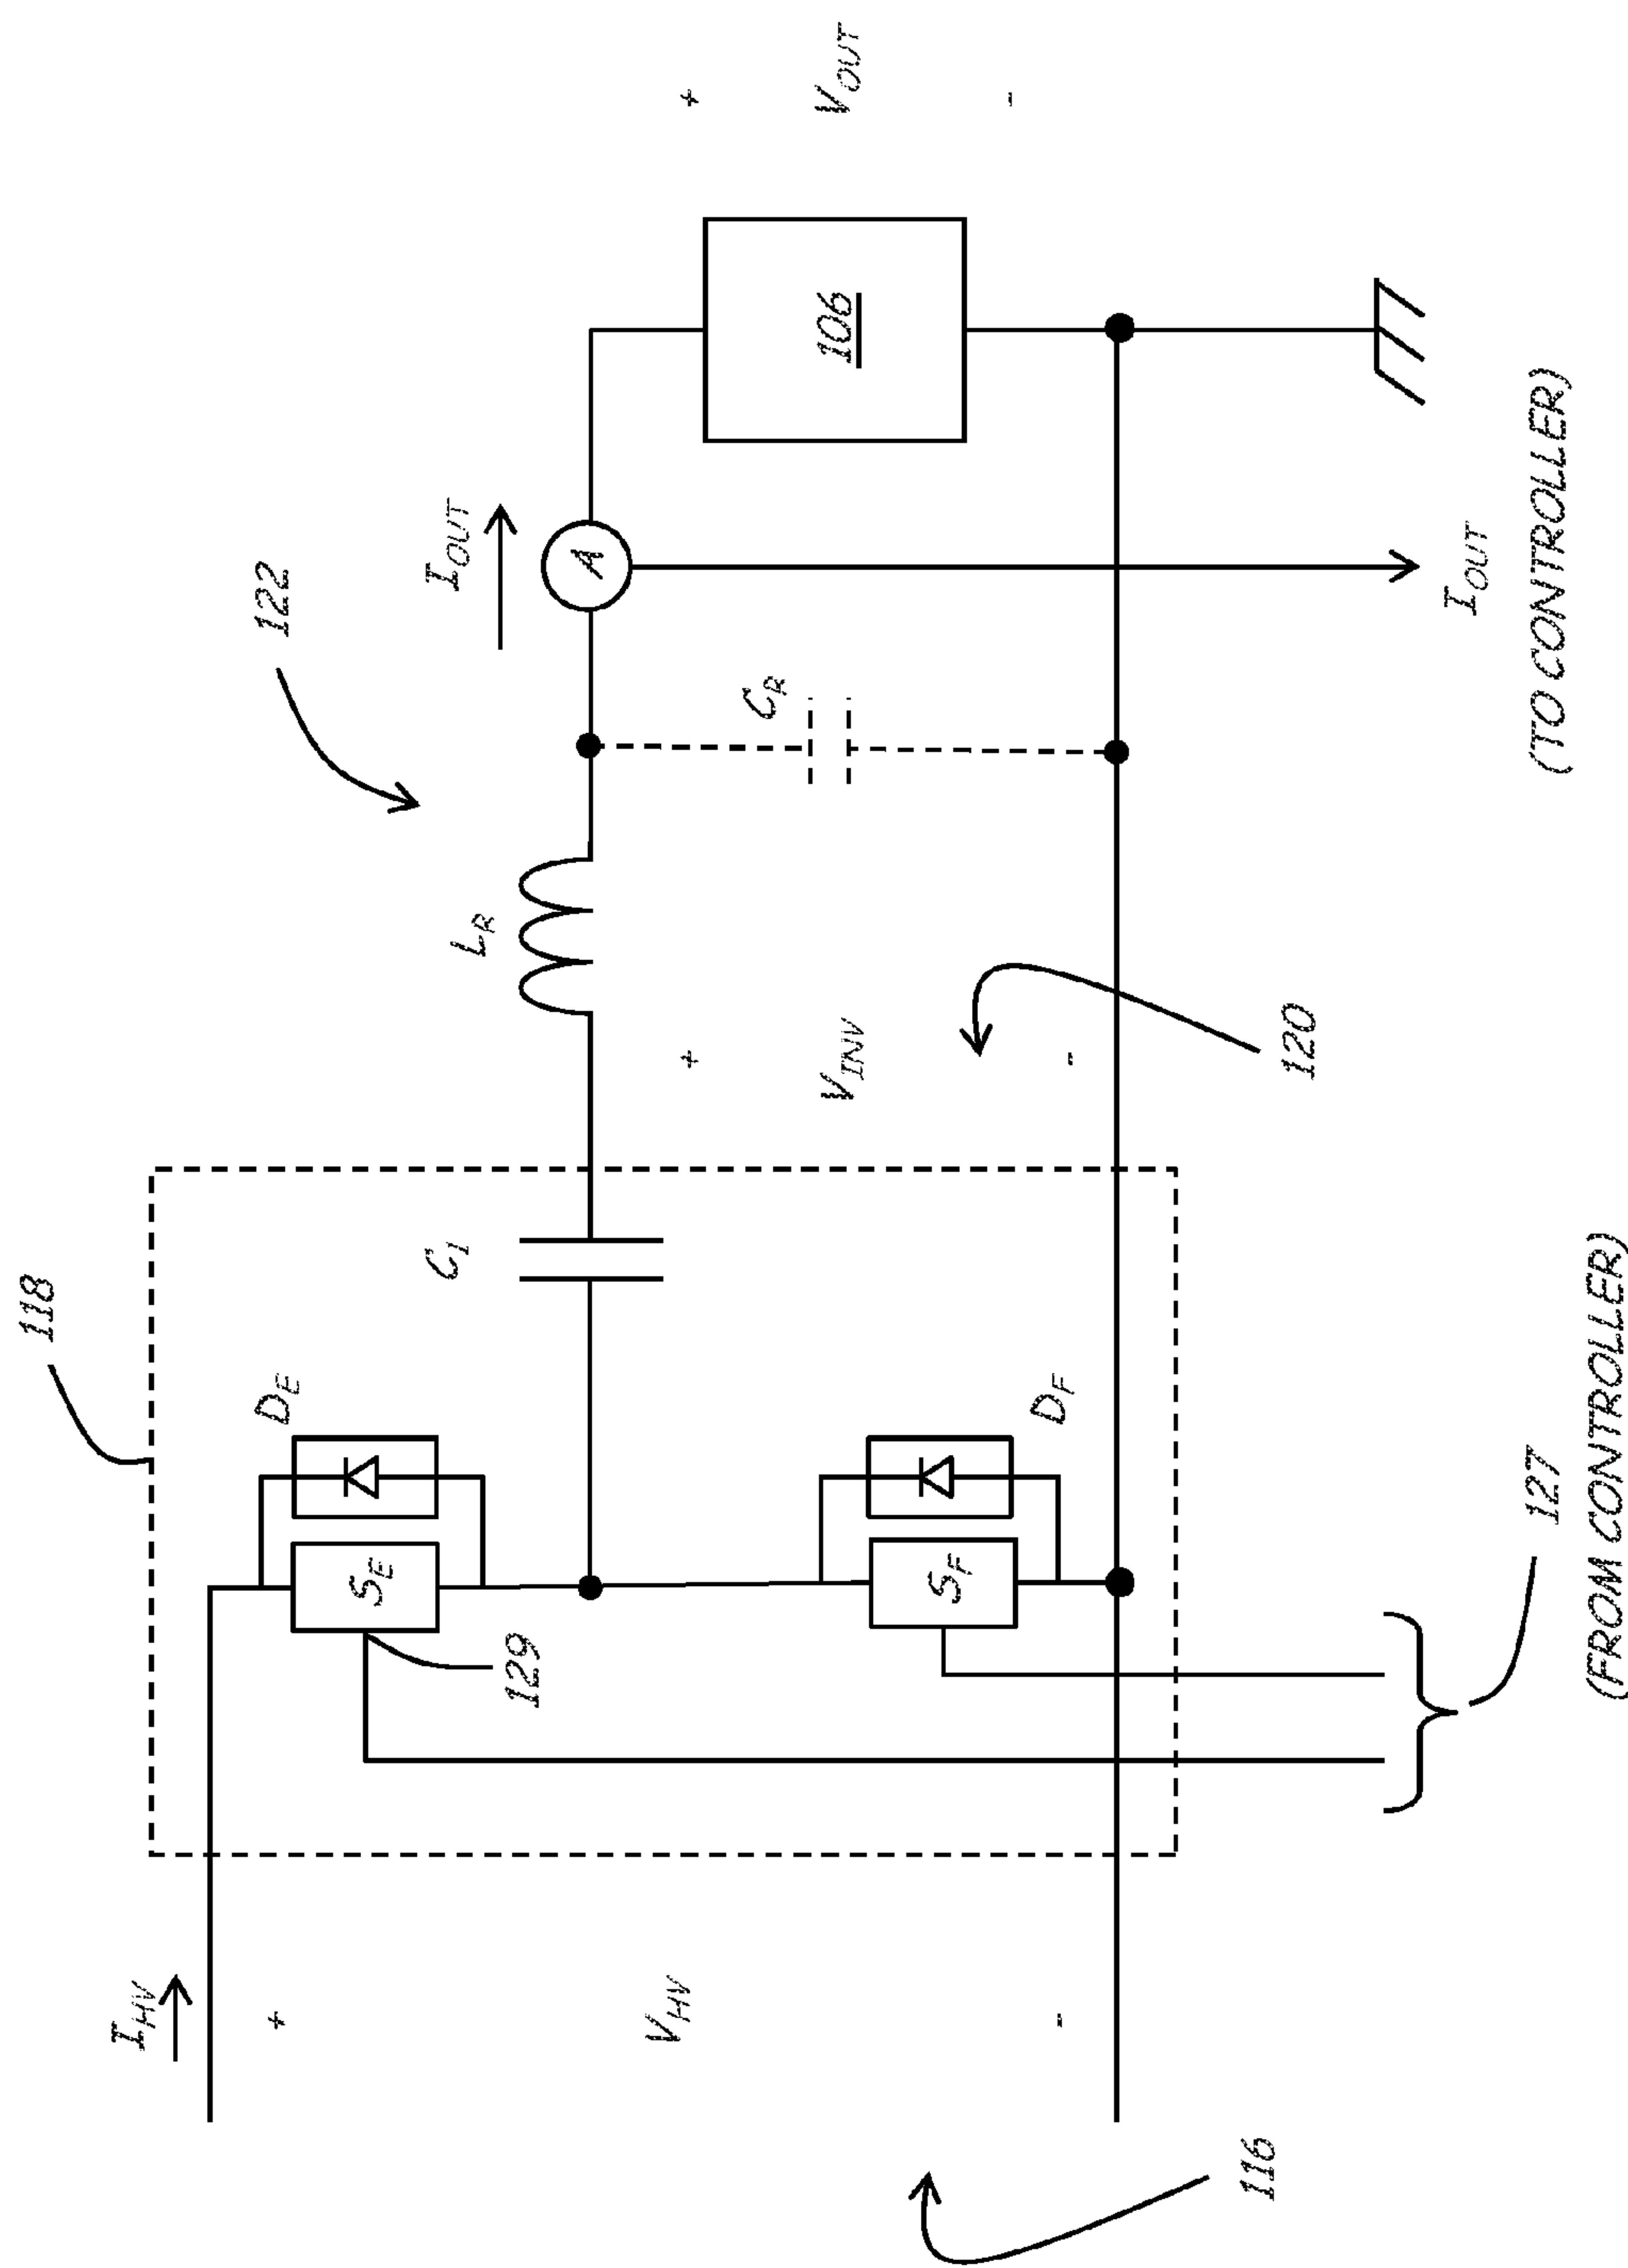 118
I_HV
122
+
D_E
S_E
C_1
I_OUT
L_R
129
A
+
+
V_HV
C_R
V_INV
106
V_OUT
S_F
D_F
-
-
-
116
120
I_OUT
127
(TO CONTROLLER)
(FROM CONTROLLER)